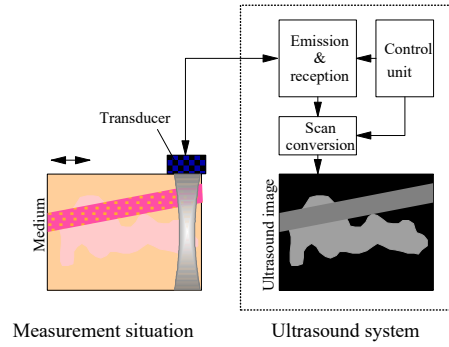 Emission
&
reception
Control
unit
Transducer
Scan
conversion
Medium
Ultrasound image
Measurement situation
Ultrasound system